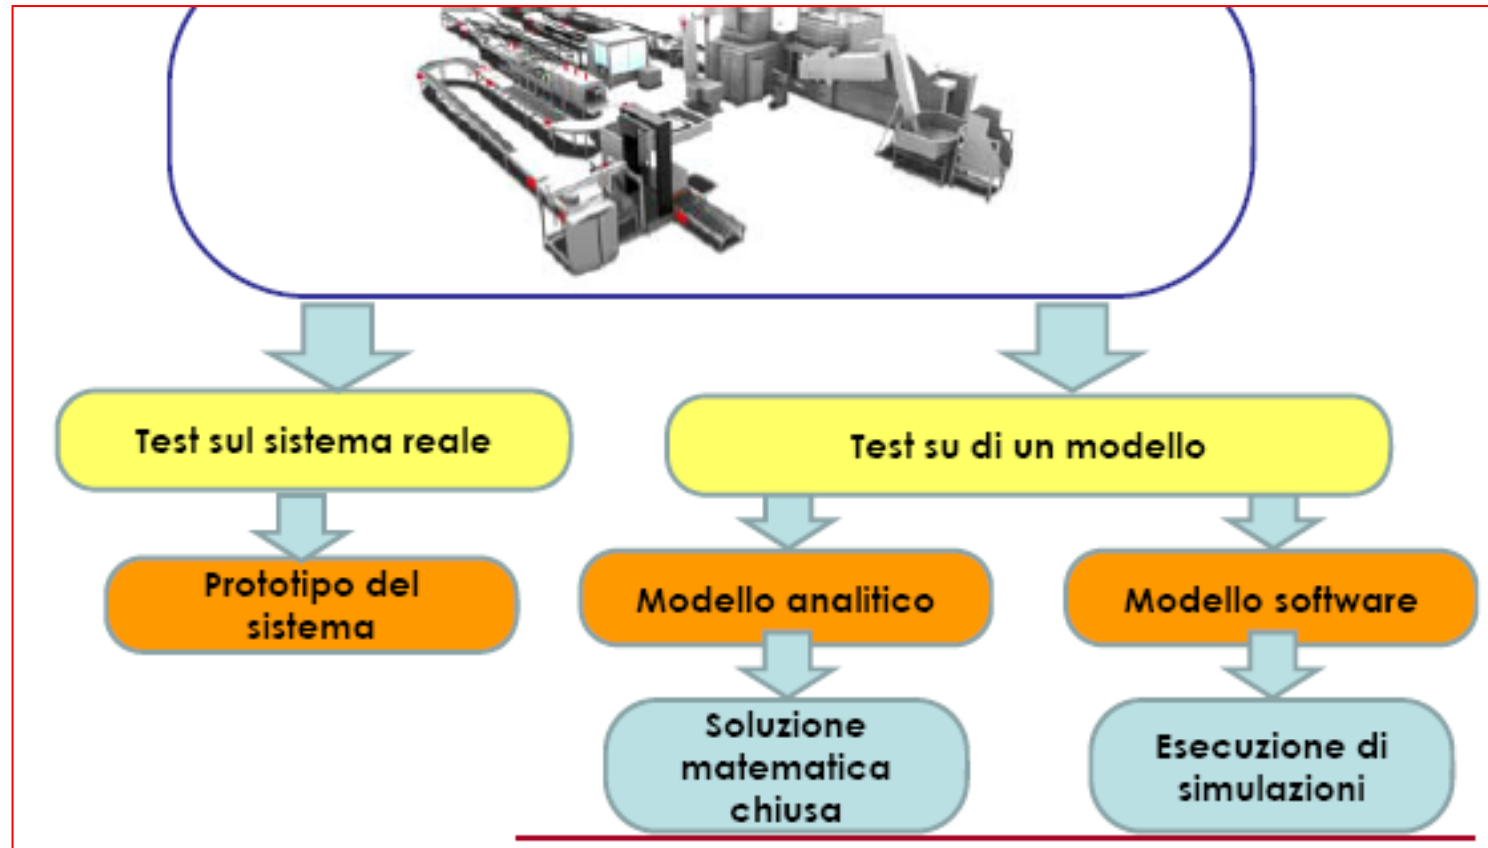 Test sul sistema reale
Test su di un modello
Prototipo del
sistema
Modello analitico
Modello software
Soluzione
matematica
chiusa
Esecuzione di
simulazioni